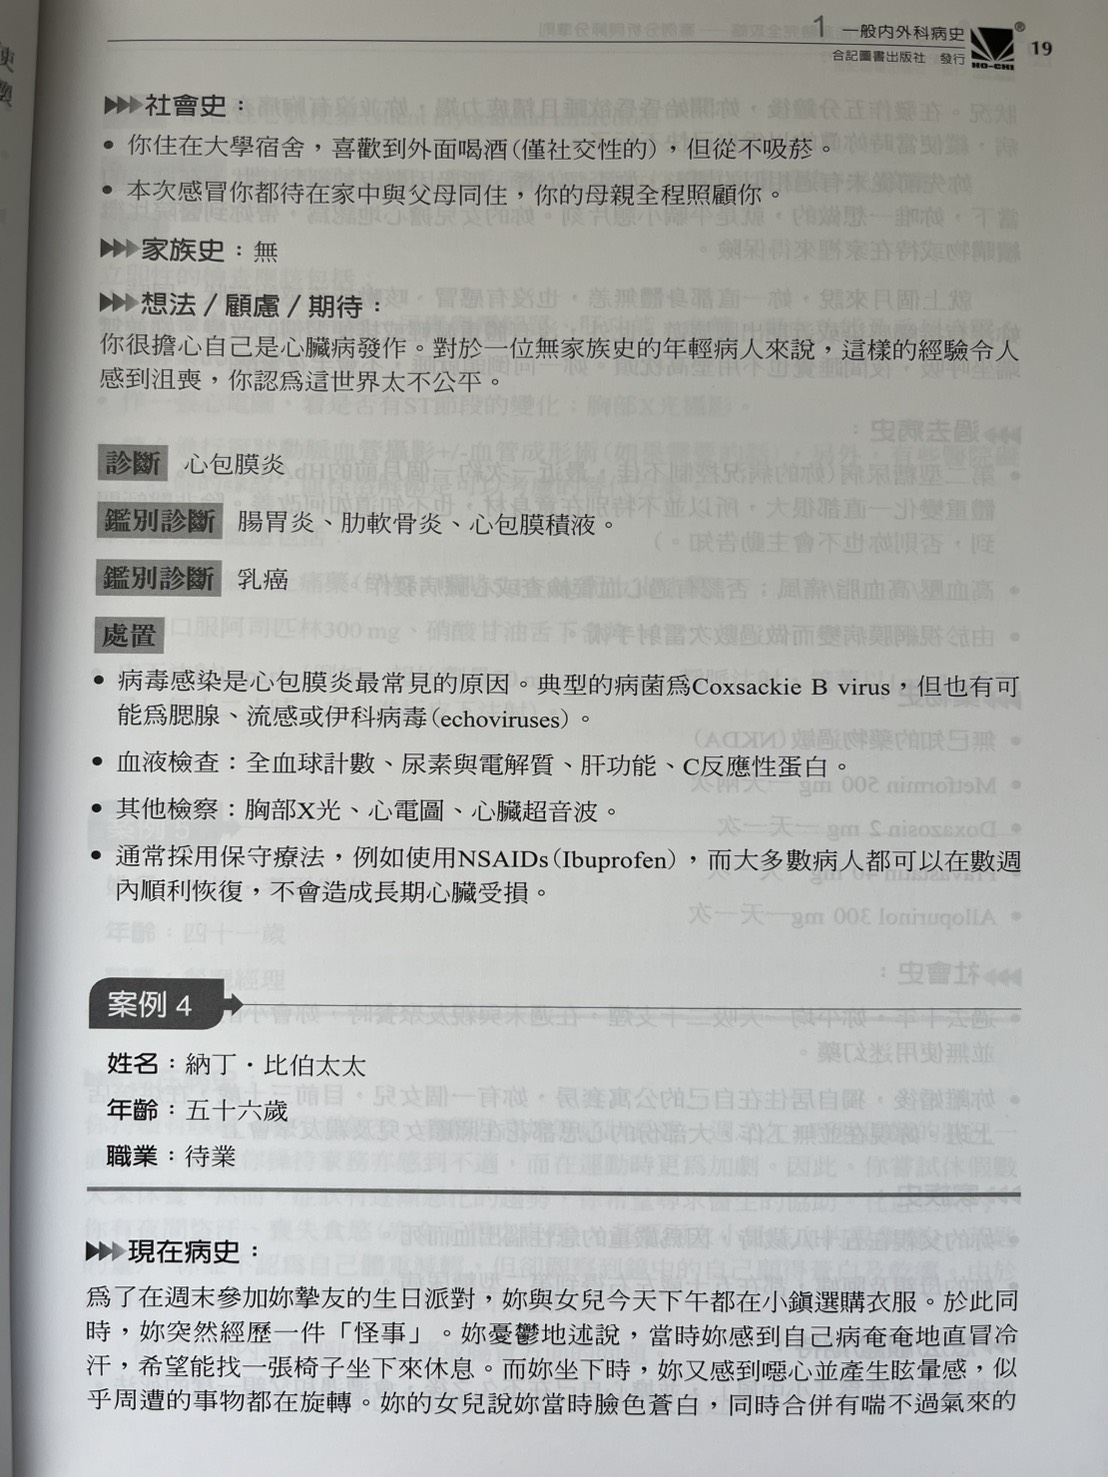 1 一般內外科病史
合記圖書出版社 發行
HO-CHI
®
19
社會史：
• 你住在大學宿舍，喜歡到外面喝酒（僅社交性的），但從不吸菸。
• 本次感冒你都待在家中與父母同住，你的母親全程照顧你。
家族史：無
想法／顧慮／期待：
你很擔心自己是心臟病發作。對於一位無家族史的年輕病人來說，這樣的經驗令人
感到沮喪，你認爲這世界太不公平。
診斷 心包膜炎
鑑別診斷 腸胃炎、肋軟骨炎、心包膜積液。
鑑別診斷 乳癌
處置
• 病毒感染是心包膜炎最常見的原因。典型的病菌爲Coxsackie B virus，但也有可
能爲腮腺、流感或伊科病毒（echoviruses）。
• 血液檢查：全血球計數、尿素與電解質、肝功能、C反應性蛋白。
• 其他檢察：胸部X光、心電圖、心臟超音波。
• 通常採用保守療法，例如使用NSAIDs（Ibuprofen），而大多數病人都可以在數週
內順利恢復，不會造成長期心臟受損。
案例 4
姓名：納丁・比伯太太
年齡：五十六歲
職業：待業
現在病史：
爲了在週末參加妳摯友的生日派對，妳與女兒今天下午都在小鎭選購衣服。於此同
時，妳突然經歷一件「怪事」。妳憂鬱地述說，當時妳感到自己病奄奄地直冒冷
汗，希望能找一張椅子坐下來休息。而妳坐下時，妳又感到噁心並產生眩暈感，似
乎周遭的事物都在旋轉。妳的女兒說妳當時臉色蒼白，同時合併有喘不過氣來的